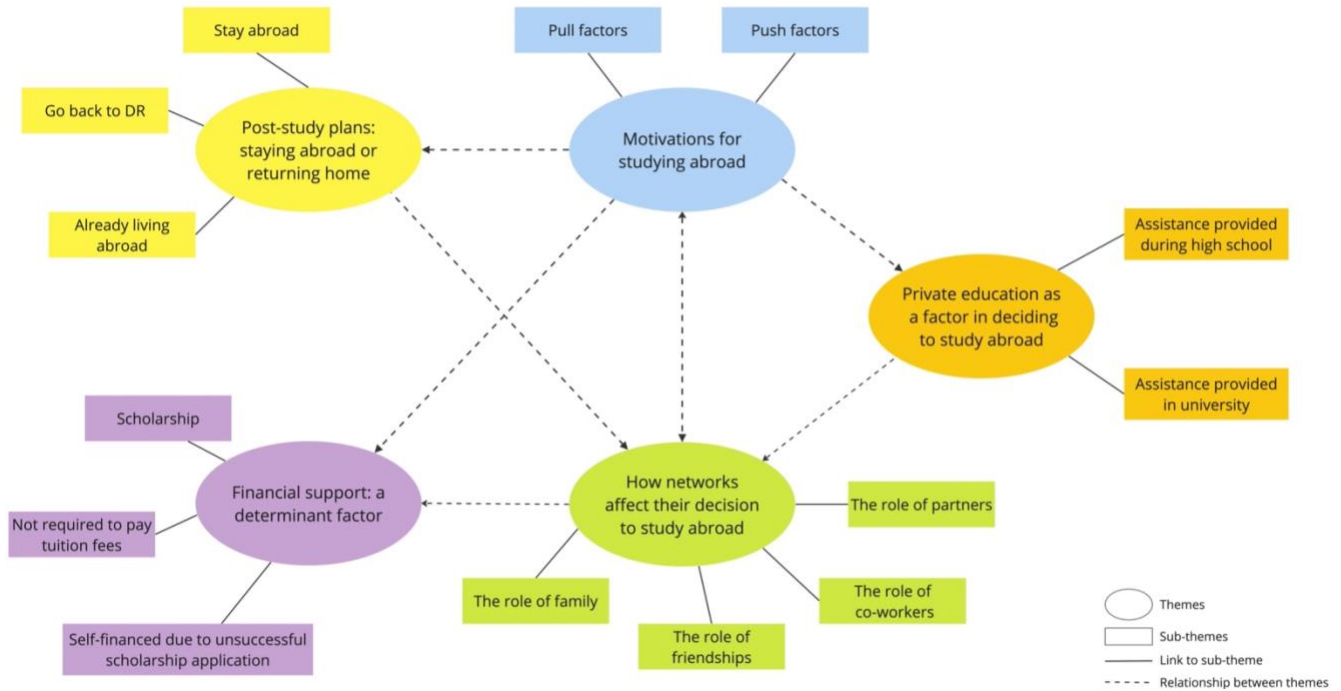 Stay abroad
Pull factors
Push factors
Go back to DR
Post-study plans:
staying abroad or
returning home
Motivations for
studying abroad
Already living
abroad
Assistance provided
during high school
Private education as
a factor in deciding
to study abroad
Assistance provided
in university
Scholarship
Financial support: a
determinant factor
How networks
affect their decision
to study abroad
The role of partners
Not required to pay
tuition fees
The role of family
The role of
co-workers
Self-financed due to unsuccessful
scholarship application
The role of
friendships
Themes
Sub-themes
Link to sub-theme
Relationship between themes